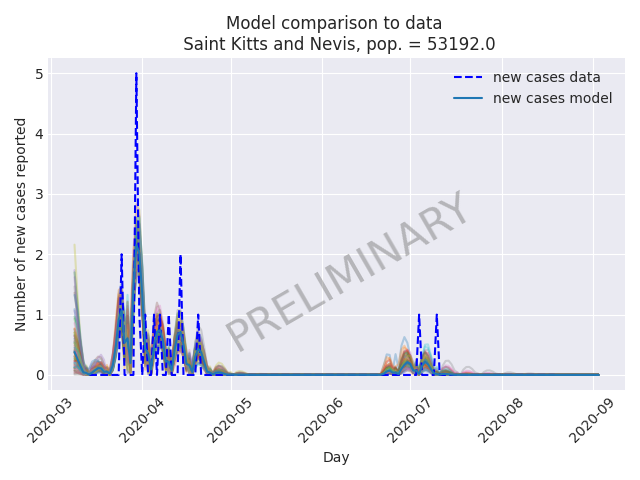 Model comparison to data
Saint Kitts and Nevis, pop. = 53192.0
new cases data
new cases model
Number of new cases reported
5
4
3
2
1
0
PRELIMINARY
2020-03
2020-04
2020-05
2020-06
2020-07
2020-08
2020-09
Day